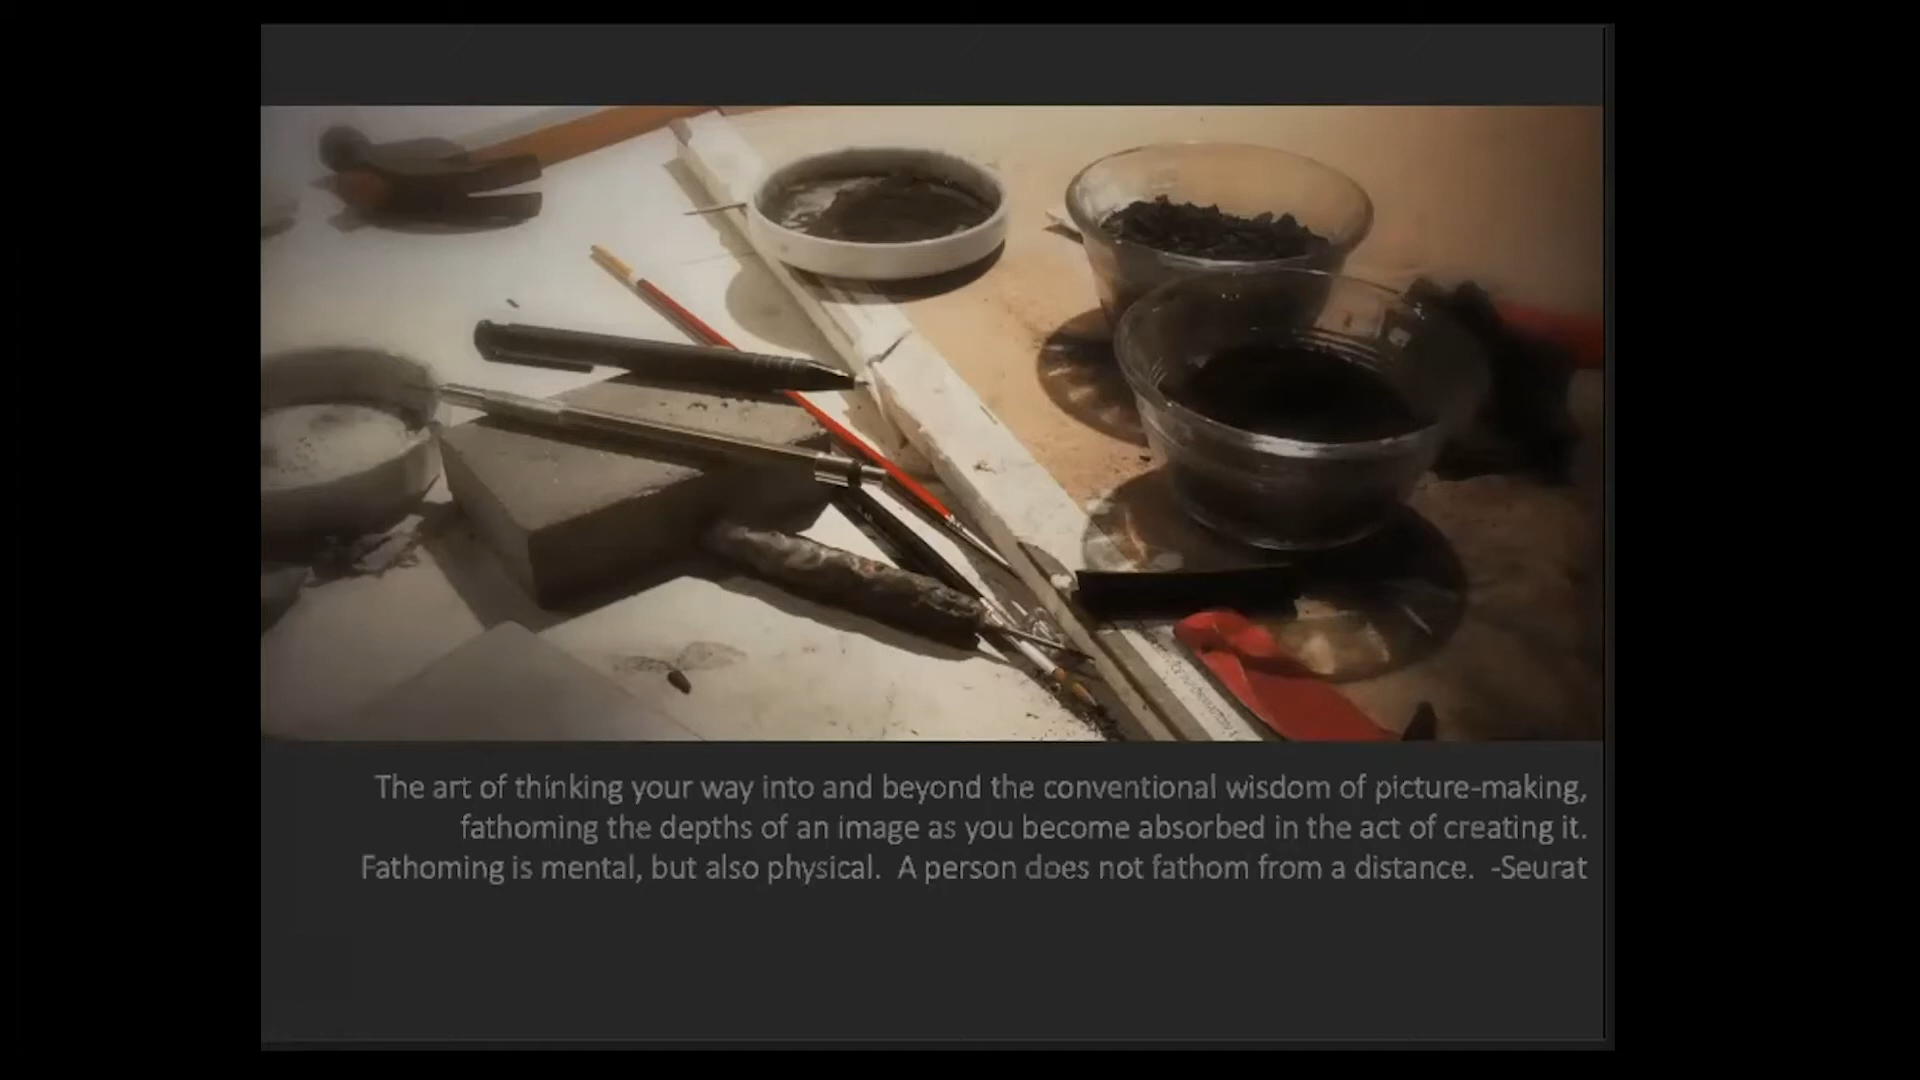 The art of thinking your way into and beyond the conventional wisdom of picture-making,
fathoming the depths of an image as you become absorbed in the act of creating it.
Fathoming is mental, but also physical.  A person does not fathom from a distance.  -Seurat